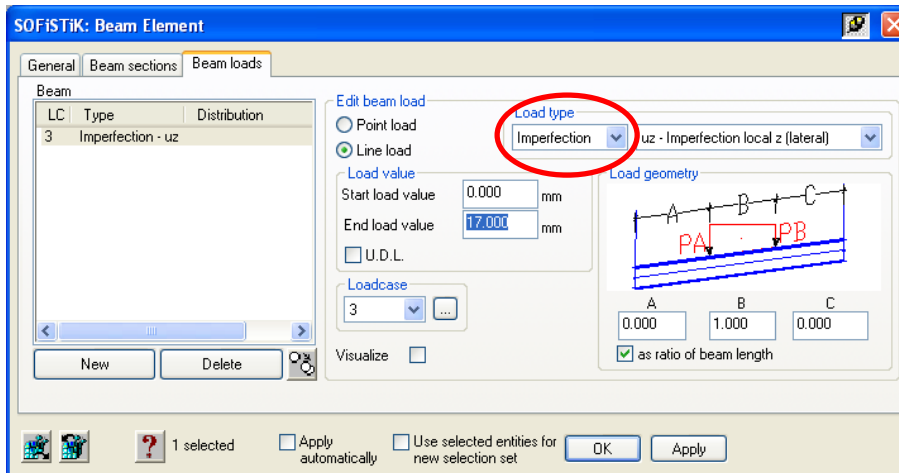 SOFiSTiK: Beam Element
General Beam sections Beam loads
Beam
LC Type Distribution
3 Imperfection - uz
New Delete
Edit beam load
Point load
Line load
Load type
Imperfection uz - Imperfection local z (lateral)
Load value
Start load value 0.000 mm
End load value 17.000 mm
U.D.L.
Loadcase
3 ...
Visualize
Load geometry
A B C
PA PB
A B C
0.000 1.000 0.000
as ratio of beam length
? 1 selected
Apply automatically
Use selected entities for new selection set
OK Apply